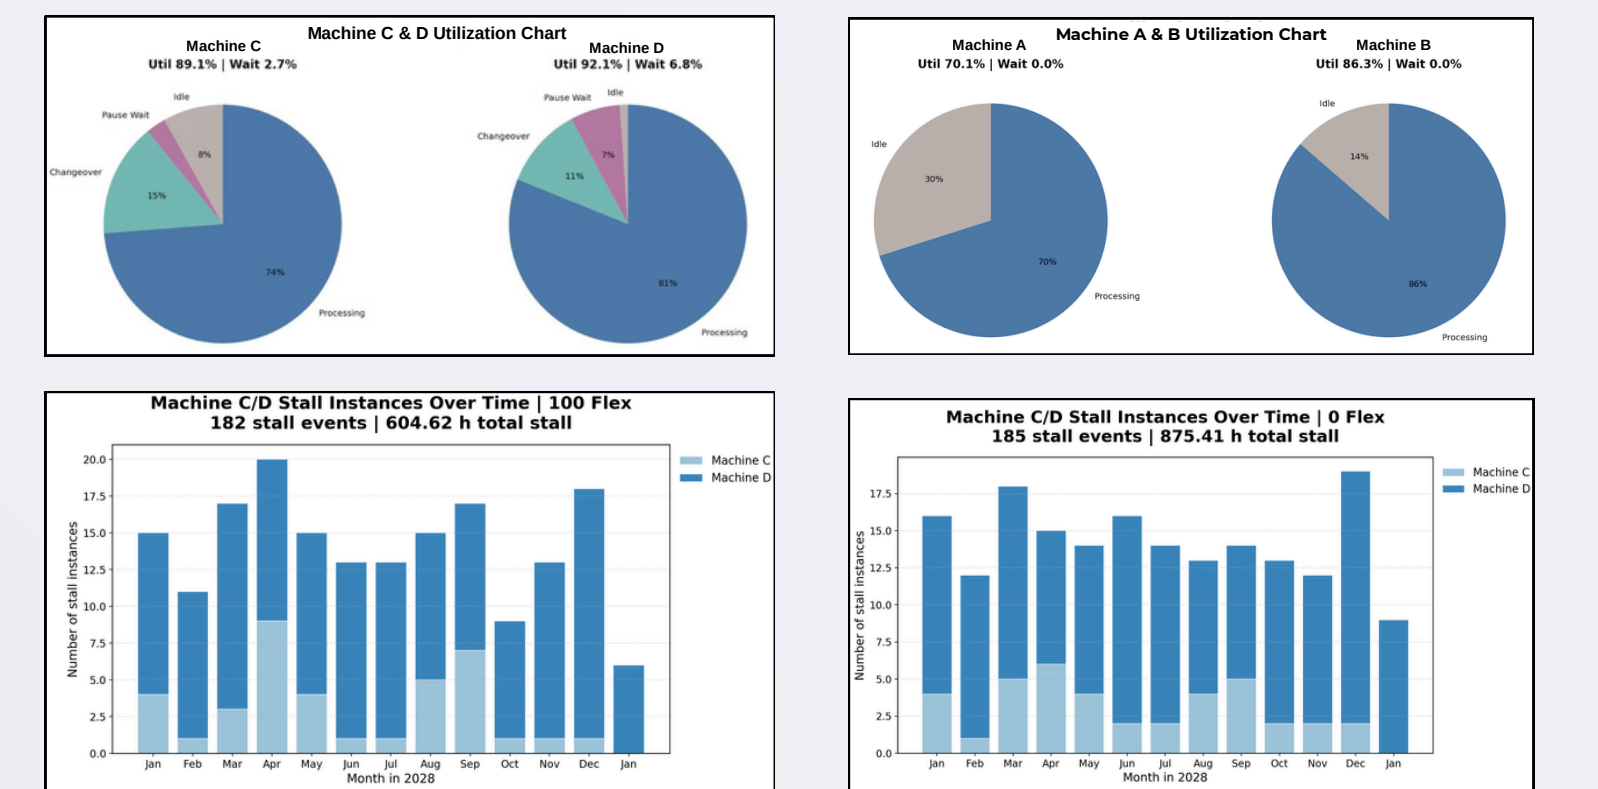 Machine C & D Utilization Chart
Machine C
Util 89.1% | Wait 2.7%
Machine D
Util 92.1% | Wait 6.8%
Idle
Pause Wait
Changeover
8%
15%
74%
Processing
Idle
Pause Wait
Changeover
7%
11%
81%
Processing
Machine A & B Utilization Chart
Machine A
Util 70.1% | Wait 0.0%
Machine B
Util 86.3% | Wait 0.0%
Idle
30%
70%
Processing
Idle
14%
86%
Processing
Machine C/D Stall Instances Over Time | 100 Flex
182 stall events | 604.62 h total stall
Machine C
Machine D
Number of stall instances
20.0
17.5
15.0
12.5
10.0
7.5
5.0
2.5
0.0
Jan Feb Mar Apr May Jun Jul Aug Sep Oct Nov Dec Jan
Month in 2028
Machine C/D Stall Instances Over Time | 0 Flex
185 stall events | 875.41 h total stall
Machine C
Machine D
Number of stall instances
17.5
15.0
12.5
10.0
7.5
5.0
2.5
0.0
Jan Feb Mar Apr May Jun Jul Aug Sep Oct Nov Dec Jan
Month in 2028